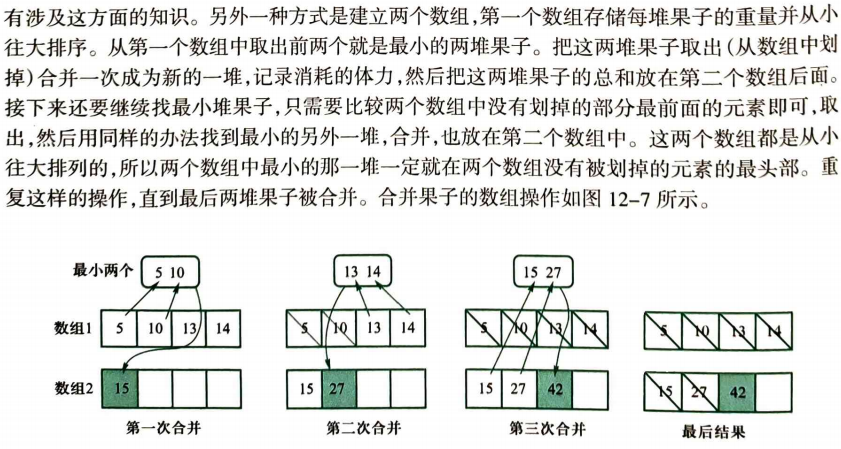 有涉及这方面的知识。另外一种方式是建立两个数组,第一个数组存储每堆果子的重量并从小
往大排序。从第一个数组中取出前两个就是最小的两堆果子。把这两堆果子取出(从数组中划
掉)合并一次成为新的一堆,记录消耗的体力,然后把这两堆果子的总和放在第二个数组后面。
接下来还要继续找最小堆果子,只需要比较两个数组中没有划掉的部分最前面的元素即可,取
出,然后用同样的办法找到最小的另外一堆,合并,也放在第二个数组中。这两个数组都是从小
往大排列的,所以两个数组中最小的那一堆一定就在两个数组没有被划掉的元素的最头部。重
复这样的操作,直到最后两堆果子被合并。合并果子的数组操作如图 12-7 所示。
最小两个 5 10 13 14 15 27
数组1 5 10 13 14 5 10 13 14 5 10 13 14 5 10 13 14
数组2 15 15 27 15 27 42 15 27 42
第一次合并 第二次合并 第三次合并 最后结果